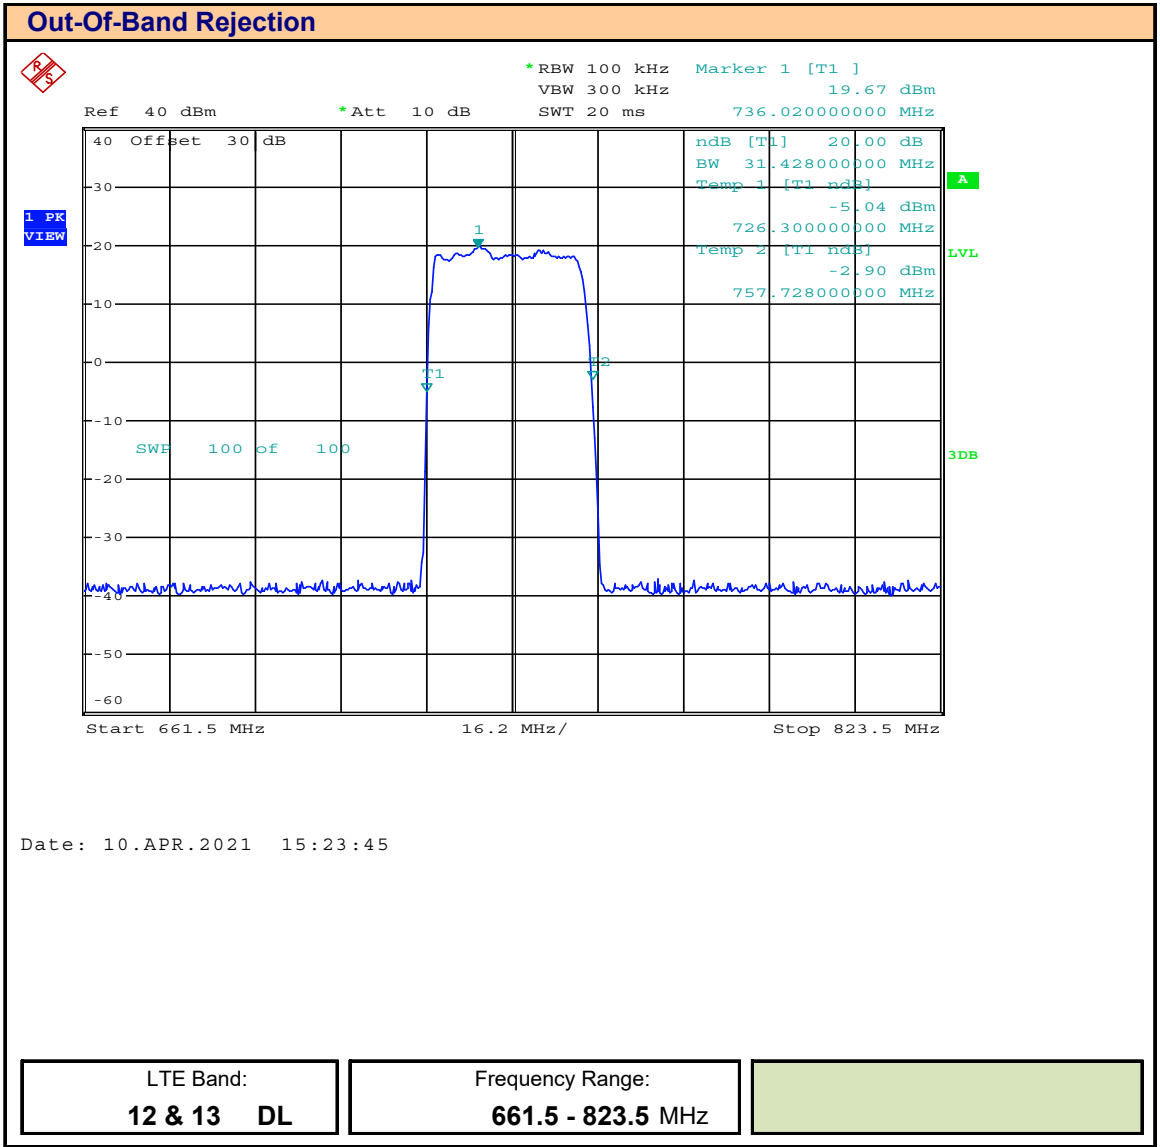 Out-Of-Band Rejection
R S
* RBW 100 kHz Marker 1 [T1 ]
VBW 300 kHz 19.67 dBm
Ref 40 dBm * Att 10 dB SWT 20 ms 736.020000000 MHz
40 Offset 30 dB ndB [T1] 20.00 dB
BW 31.428000000 MHz
30 Temp 1 [T1 ndB] A
-5.04 dBm
1 PK
VIEW
726.300000000 MHz
1
20 Temp 2 [T1 ndB] LVL
-2.90 dBm
10 757.728000000 MHz
0 T2
T1
-10
SWP 100 of 100 3DB
-20
-30
-40
-50
-60
Start 661.5 MHz 16.2 MHz/ Stop 823.5 MHz
Date: 10.APR.2021 15:23:45
LTE Band:
12 & 13 DL
Frequency Range:
661.5 - 823.5 MHz